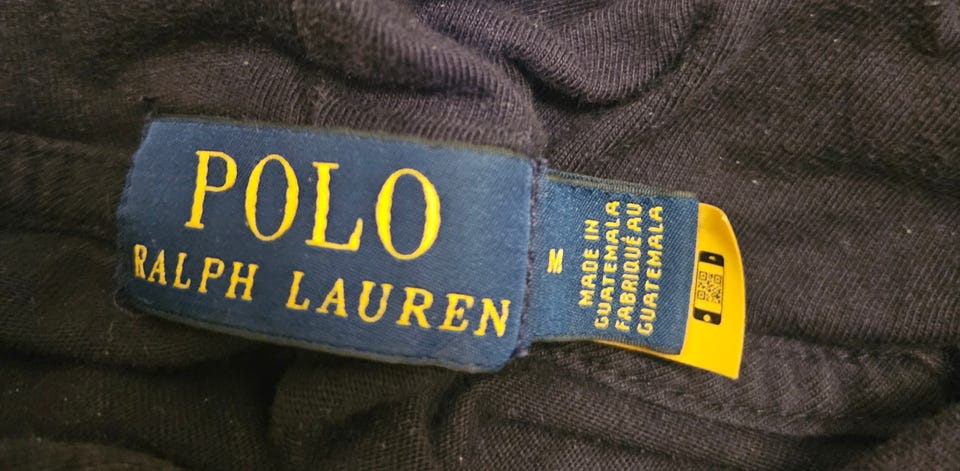 POLO
RALPH LAUREN
M
MADE IN
GUATEMALA
FABRIQUÉ AU
GUATEMALA